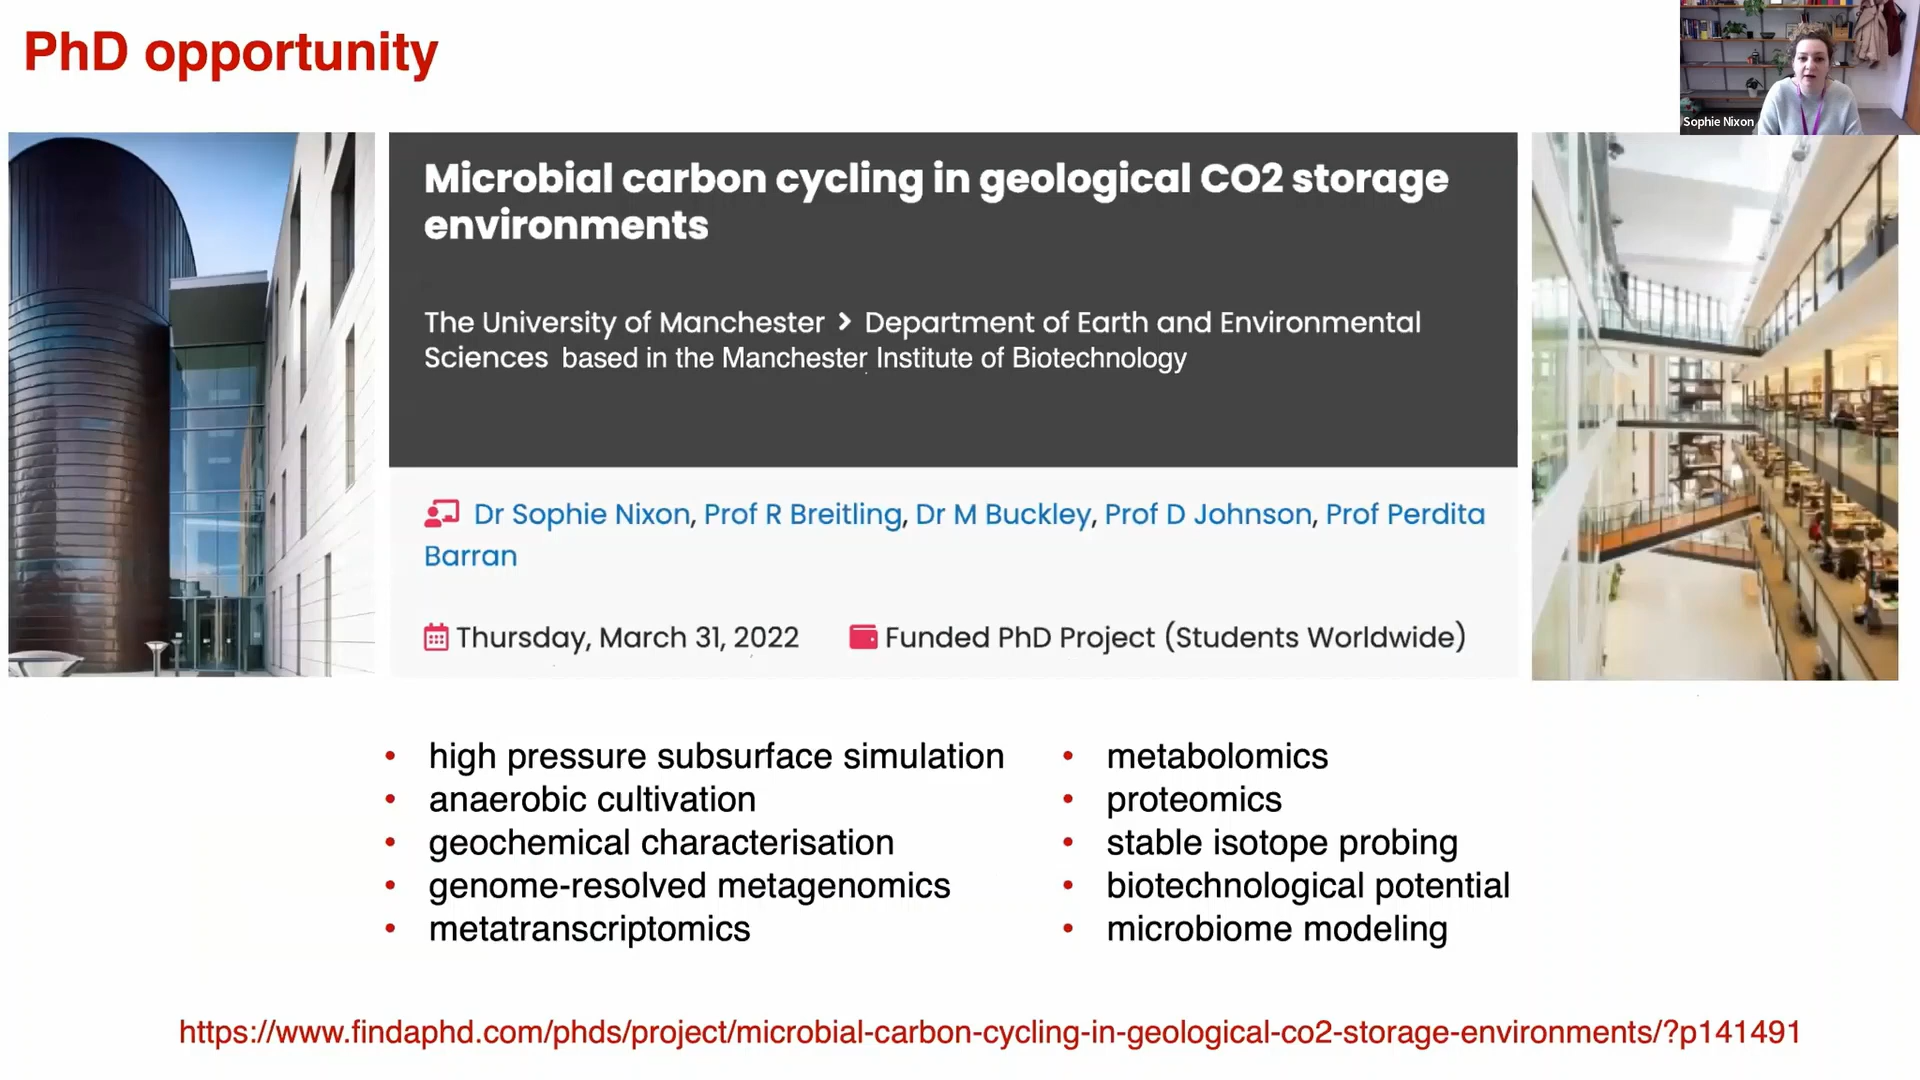 PhD opportunity
Sophie Nixon
Microbial carbon cycling in geological CO2 storage
environments
The University of Manchester > Department of Earth and Environmental
Sciences based in the Manchester Institute of Biotechnology
Dr Sophie Nixon, Prof R Breitling, Dr M Buckley, Prof D Johnson, Prof Perdita
Barran
Thursday, March 31, 2022 Funded PhD Project (Students Worldwide)
• high pressure subsurface simulation
• anaerobic cultivation
• geochemical characterisation
• genome-resolved metagenomics
• metatranscriptomics
• metabolomics
• proteomics
• stable isotope probing
• biotechnological potential
• microbiome modeling
https://www.findaphd.com/phds/project/microbial-carbon-cycling-in-geological-co2-storage-environments/?p141491